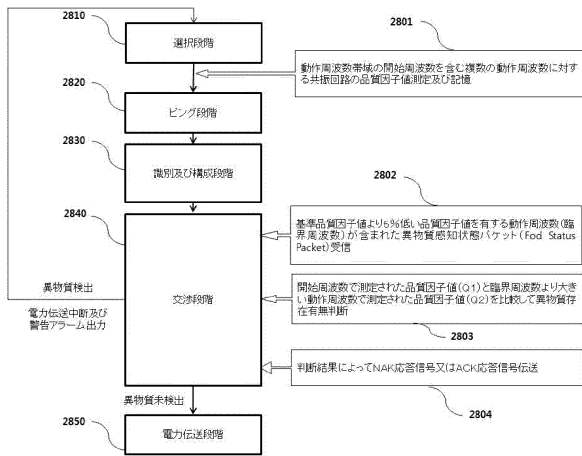 2810
選択段階
2801
動作周波数帯域の開始周波数を含む複数の動作周波数に対す
る共振回路の品質因子値測定及び記憶
2820
ピング段階
2830
識別及び構成段階
2840
2802
基準品質因子値より5%低い品質因子値を有する動作周波数(臨
界周波数)が含まれた異物質感知状態パケット(Fod Status
Packet)受信
異物質検出
電力伝送中断及び
警告アラーム出力
交渉段階
開始周波数で測定された品質因子値(Q1)と臨界周波数より大き
い動作周波数で測定された品質因子値(Q2)を比較して異物質存
在有無判断
2803
判断結果によってNAK応答信号又はACK応答信号伝送
2804
異物質未検出
2850
電力伝送段階